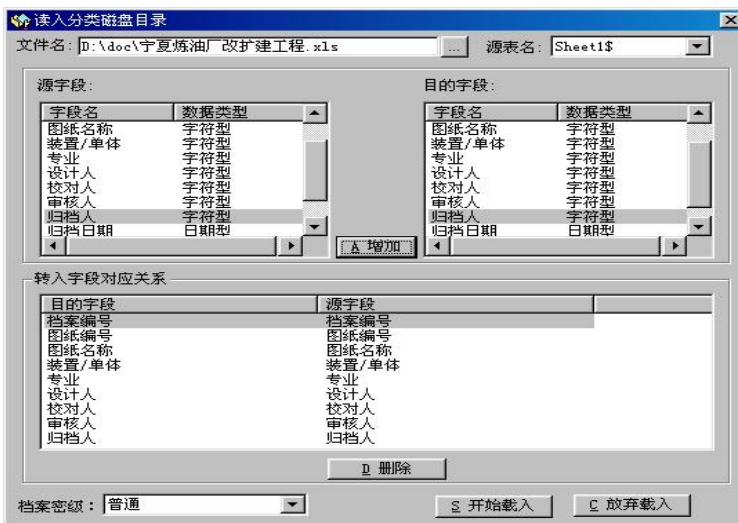 读入分类磁盘目录
文件名: D:\doc\宁夏炼油厂改扩建工程.xls ... 源表名: Sheet1$
源字段: 目的字段:
字段名 数据类型 字段名 数据类型
图纸名称 字符型 图纸名称 字符型
装置/单体 字符型 装置/单体 字符型
专业 字符型 专业 字符型
设计人 字符型 设计人 字符型
校对人 字符型 校对人 字符型
审核人 字符型 审核人 字符型
归档人 字符型 归档人 字符型
归档日期 日期型 归档日期 日期型
A 增加
转入字段对应关系
目的字段 源字段
档案编号 档案编号
图纸编号 图纸编号
图纸名称 图纸名称
装置/单体 装置/单体
专业 专业
设计人 设计人
校对人 校对人
审核人 审核人
归档人 归档人
D 删除
档案密级: 普通 S 开始载入 C 放弃载入